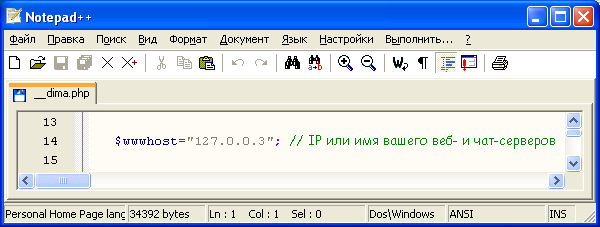 Notepad++
Файл Правка Поиск Вид Формат Документ Язык Настройки Выполнить... ?
__dima.php
13
14 $wwwhost="127.0.0.3"; // IP или имя вашего веб- и чат-серверов
15
Personal Home Page lang 34392 bytes Ln : 1 Col : 1 Sel : 0 Dos\Windows ANSI INS